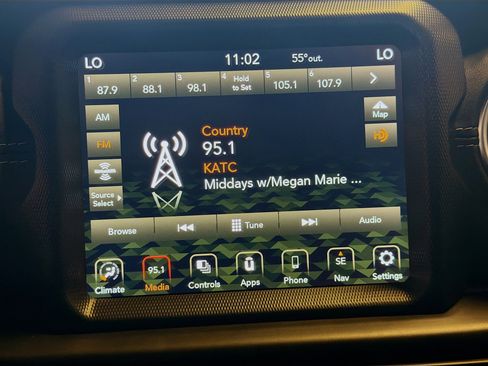 LO 11:02 55°out. LO
1 87.9 2 88.1 3 98.1 4 Hold to Set 5 105.1 6 107.9
AM
FM
Source Select
Country
95.1
KATC
Middays w/Megan Marie ...
Map
Browse Tune Audio
Climate
95.1 Media
Controls
U Apps
Phone
SE Nav
Settings